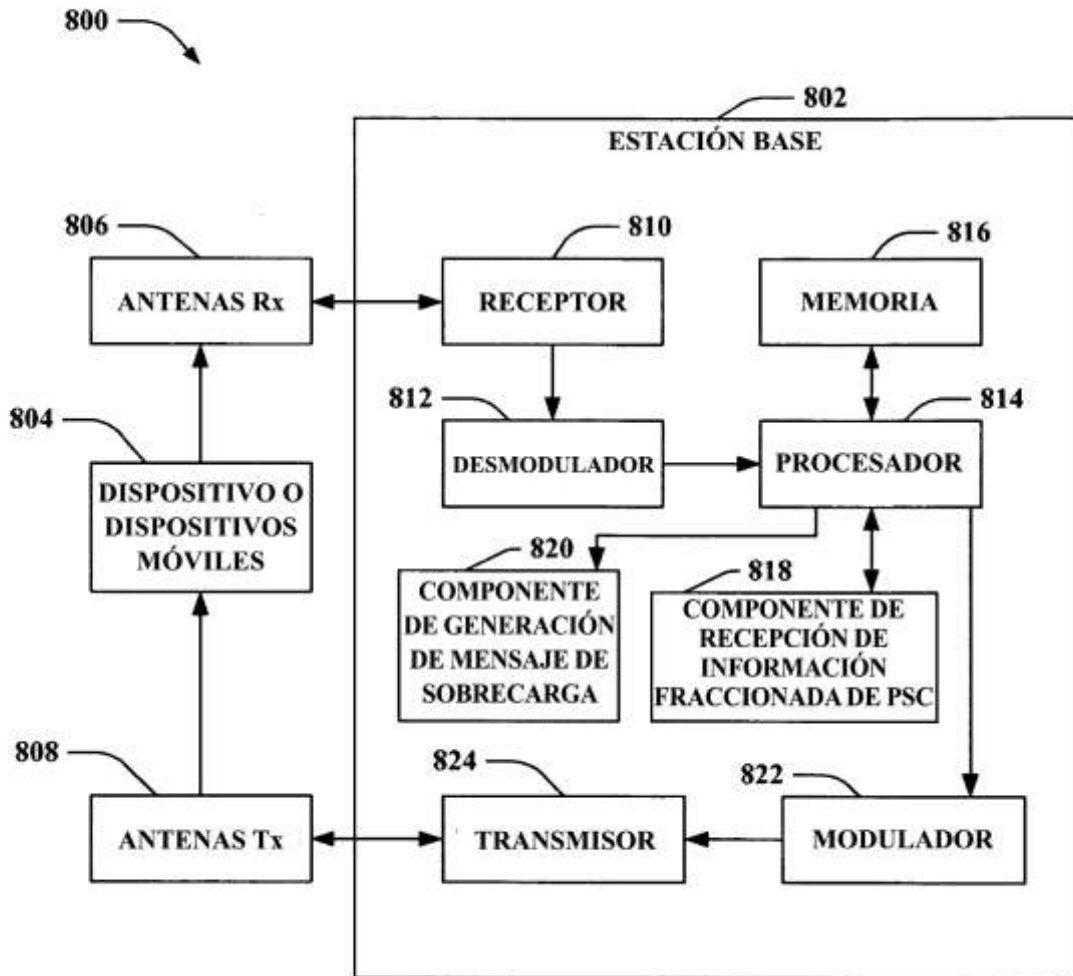 800
802
ESTACIÓN BASE
806
810
816
ANTENAS Rx
RECEPTOR
MEMORIA
804
812
814
DISPOSITIVO O
DISPOSITIVOS
MÓVILES
DESMODULADOR
PROCESADOR
820
COMPONENTE
DE GENERACIÓN
DE MENSAJE DE
SOBRECARGA
818
COMPONENTE DE
RECEPCIÓN DE
INFORMACIÓN
FRACCIONADA DE PSC
808
824
822
ANTENAS Tx
TRANSMISOR
MODULADOR